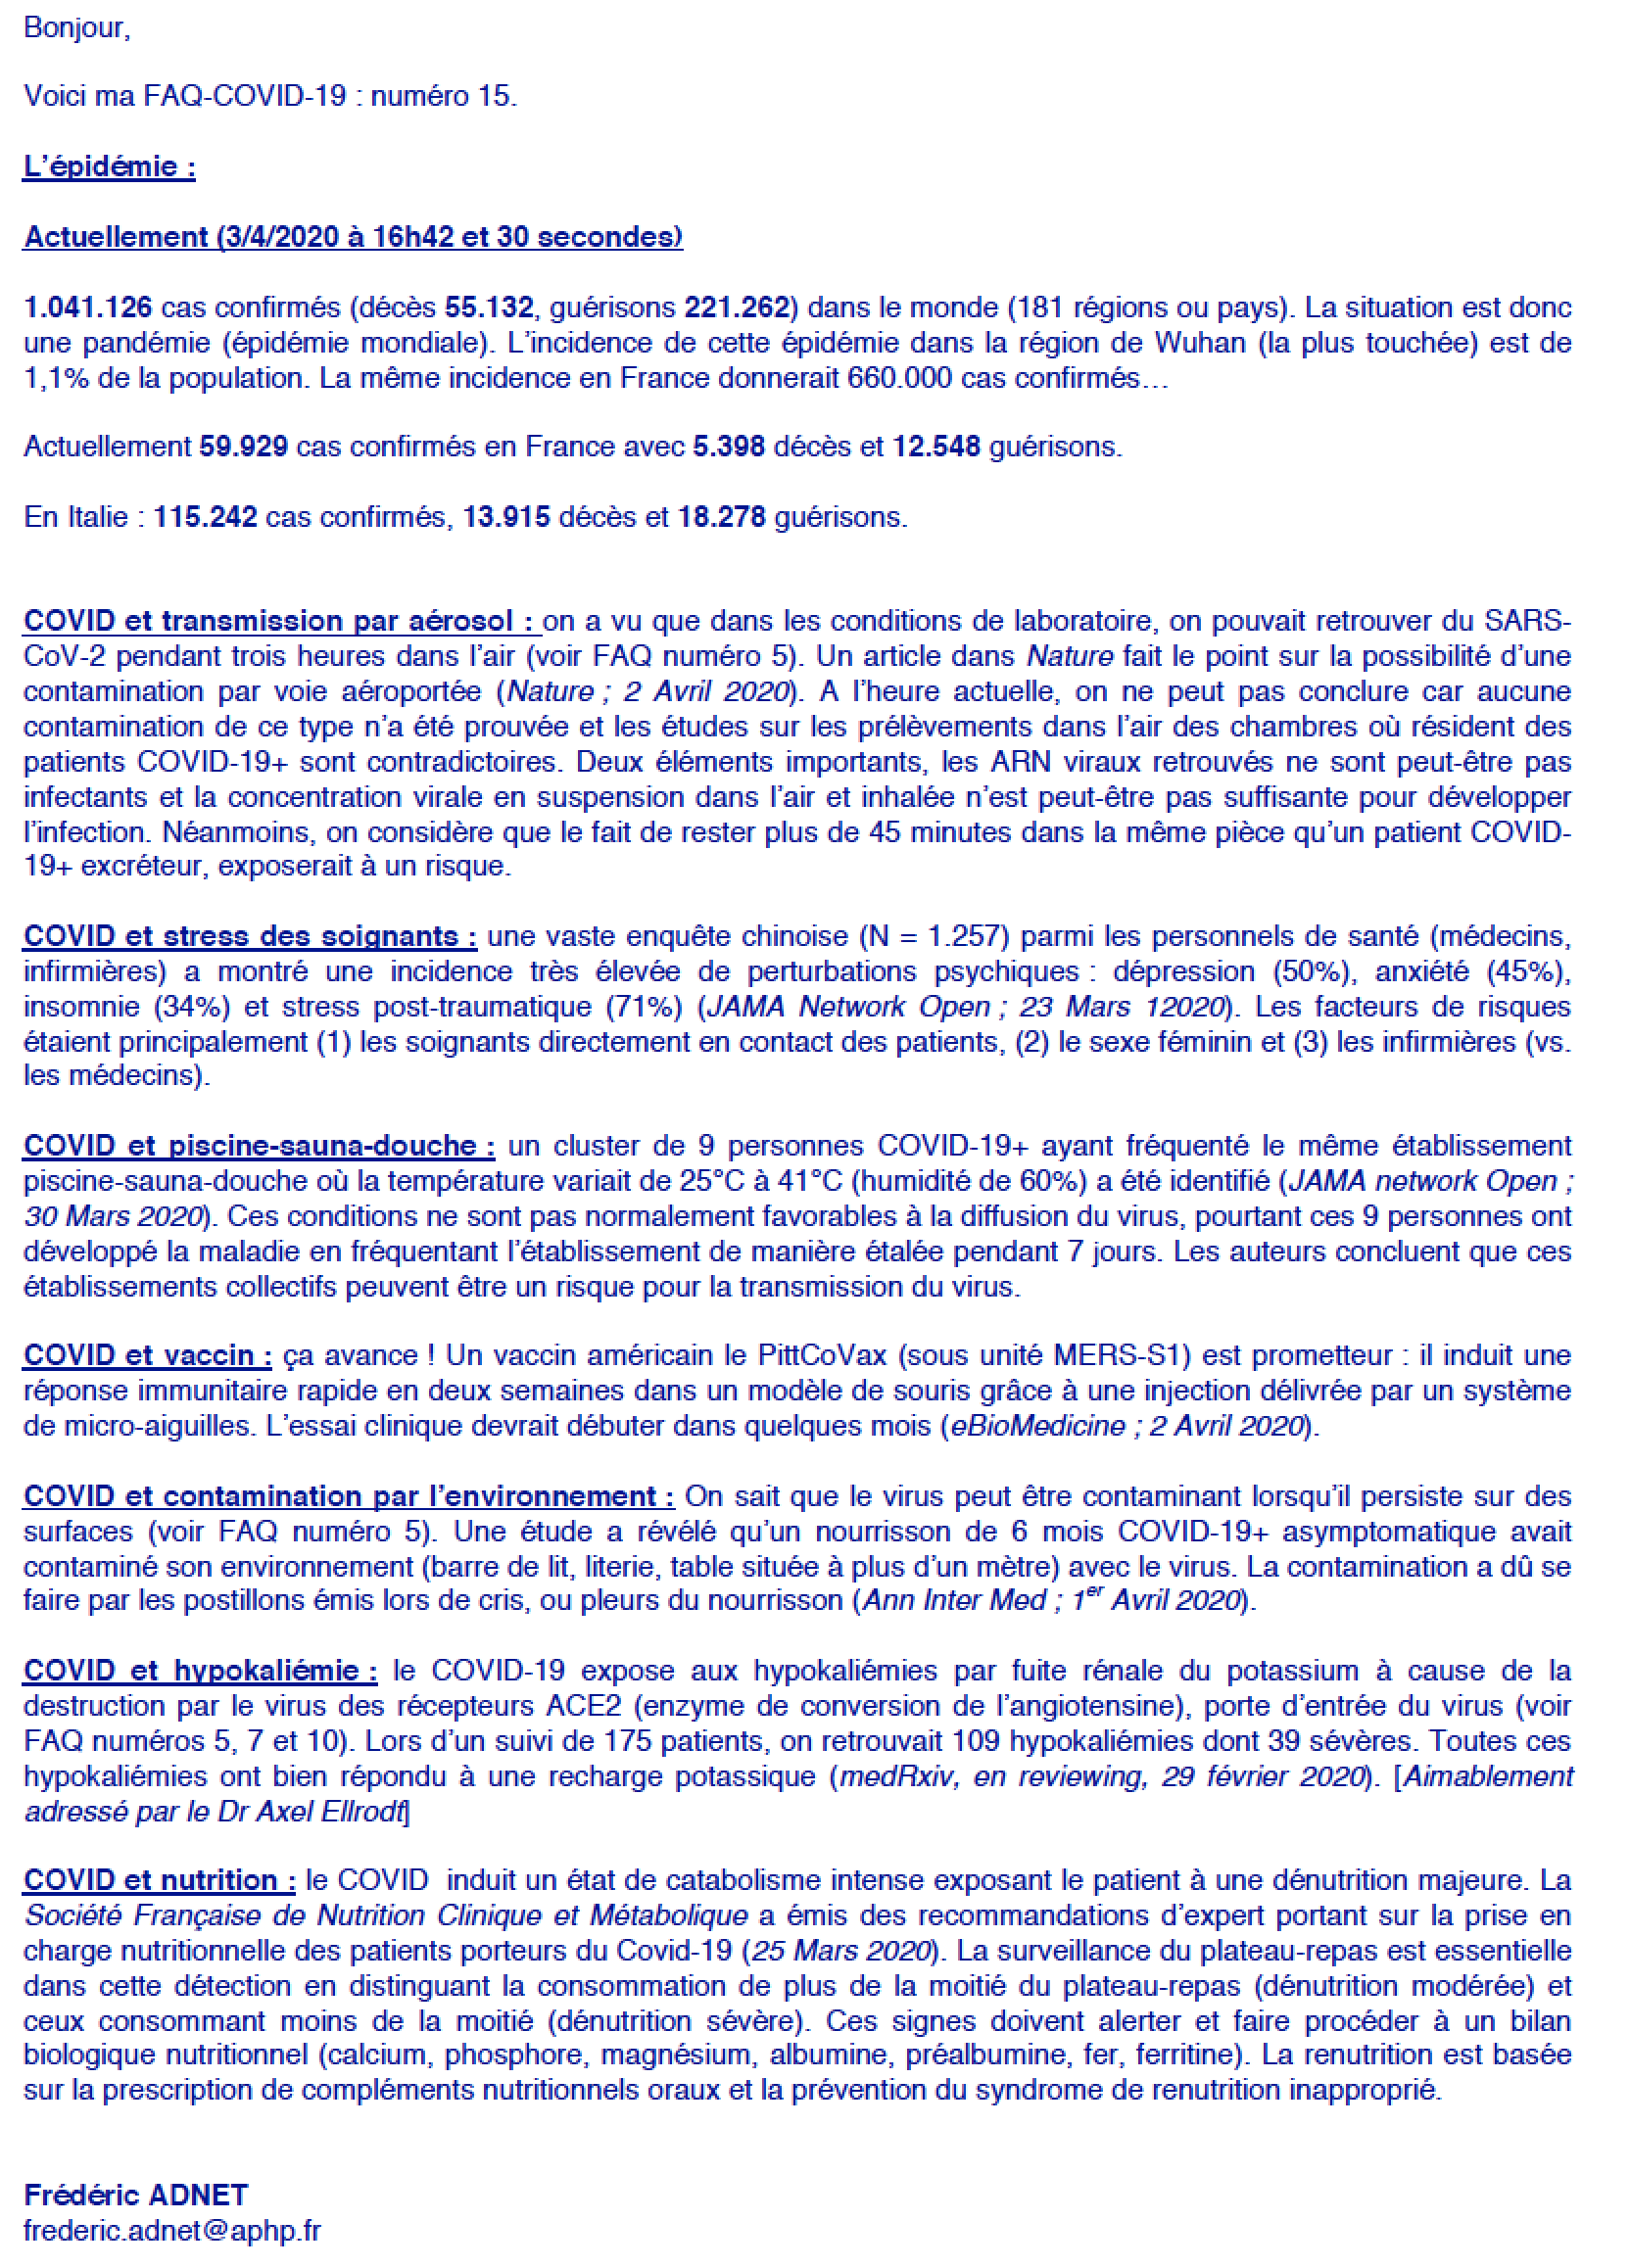 Bonjour,
Voici ma FAQ-COVID-19 : numéro 15.
L’épidémie :
Actuellement (3/4/2020 à 16h42 et 30 secondes)
1.041.126 cas confirmés (décès 55.132, guérisons 221.262) dans le monde (181 régions ou pays). La situation est donc
une pandémie (épidémie mondiale). L’incidence de cette épidémie dans la région de Wuhan (la plus touchée) est de
1,1% de la population. La même incidence en France donnerait 660.000 cas confirmés…
Actuellement 59.929 cas confirmés en France avec 5.398 décès et 12.548 guérisons.
En Italie : 115.242 cas confirmés, 13.915 décès et 18.278 guérisons.
COVID et transmission par aérosol : on a vu que dans les conditions de laboratoire, on pouvait retrouver du SARS-
CoV-2 pendant trois heures dans l’air (voir FAQ numéro 5). Un article dans Nature fait le point sur la possibilité d’une
contamination par voie aéroportée (Nature ; 2 Avril 2020). A l’heure actuelle, on ne peut pas conclure car aucune
contamination de ce type n’a été prouvée et les études sur les prélèvements dans l’air des chambres où résident des
patients COVID-19+ sont contradictoires. Deux éléments importants, les ARN viraux retrouvés ne sont peut-être pas
infectants et la concentration virale en suspension dans l’air et inhalée n’est peut-être pas suffisante pour développer
l’infection. Néanmoins, on considère que le fait de rester plus de 45 minutes dans la même pièce qu’un patient COVID-
19+ excréteur, exposerait à un risque.
COVID et stress des soignants : une vaste enquête chinoise (N = 1.257) parmi les personnels de santé (médecins,
infirmières) a montré une incidence très élevée de perturbations psychiques : dépression (50%), anxiété (45%),
insomnie (34%) et stress post-traumatique (71%) (JAMA Network Open ; 23 Mars 12020). Les facteurs de risques
étaient principalement (1) les soignants directement en contact des patients, (2) le sexe féminin et (3) les infirmières (vs.
les médecins).
COVID et piscine-sauna-douche : un cluster de 9 personnes COVID-19+ ayant fréquenté le même établissement
piscine-sauna-douche où la température variait de 25°C à 41°C (humidité de 60%) a été identifié (JAMA network Open ;
30 Mars 2020). Ces conditions ne sont pas normalement favorables à la diffusion du virus, pourtant ces 9 personnes ont
développé la maladie en fréquentant l’établissement de manière étalée pendant 7 jours. Les auteurs concluent que ces
établissements collectifs peuvent être un risque pour la transmission du virus.
COVID et vaccin : ça avance ! Un vaccin américain le PittCoVax (sous unité MERS-S1) est prometteur : il induit une
réponse immunitaire rapide en deux semaines dans un modèle de souris grâce à une injection délivrée par un système
de micro-aiguilles. L’essai clinique devrait débuter dans quelques mois (eBioMedicine ; 2 Avril 2020).
COVID et contamination par l’environnement : On sait que le virus peut être contaminant lorsqu’il persiste sur des
surfaces (voir FAQ numéro 5). Une étude a révélé qu’un nourrisson de 6 mois COVID-19+ asymptomatique avait
contaminé son environnement (barre de lit, literie, table située à plus d’un mètre) avec le virus. La contamination a dû se
faire par les postillons émis lors de cris, ou pleurs du nourrisson (Ann Inter Med ; 1er Avril 2020).
COVID et hypokaliémie : le COVID-19 expose aux hypokaliémies par fuite rénale du potassium à cause de la
destruction par le virus des récepteurs ACE2 (enzyme de conversion de l’angiotensine), porte d’entrée du virus (voir
FAQ numéros 5, 7 et 10). Lors d’un suivi de 175 patients, on retrouvait 109 hypokaliémies dont 39 sévères. Toutes ces
hypokaliémies ont bien répondu à une recharge potassique (medRxiv, en reviewing, 29 février 2020). [Aimablement
adressé par le Dr Axel Ellrodt]
COVID et nutrition : le COVID induit un état de catabolisme intense exposant le patient à une dénutrition majeure. La
Société Française de Nutrition Clinique et Métabolique a émis des recommandations d’expert portant sur la prise en
charge nutritionnelle des patients porteurs du Covid-19 (25 Mars 2020). La surveillance du plateau-repas est essentielle
dans cette détection en distinguant la consommation de plus de la moitié du plateau-repas (dénutrition modérée) et
ceux consommant moins de la moitié (dénutrition sévère). Ces signes doivent alerter et faire procéder à un bilan
biologique nutritionnel (calcium, phosphore, magnésium, albumine, préalbumine, fer, ferritine). La renutrition est basée
sur la prescription de compléments nutritionnels oraux et la prévention du syndrome de renutrition inapproprié.
Frédéric ADNET
frederic.adnet@aphp.fr